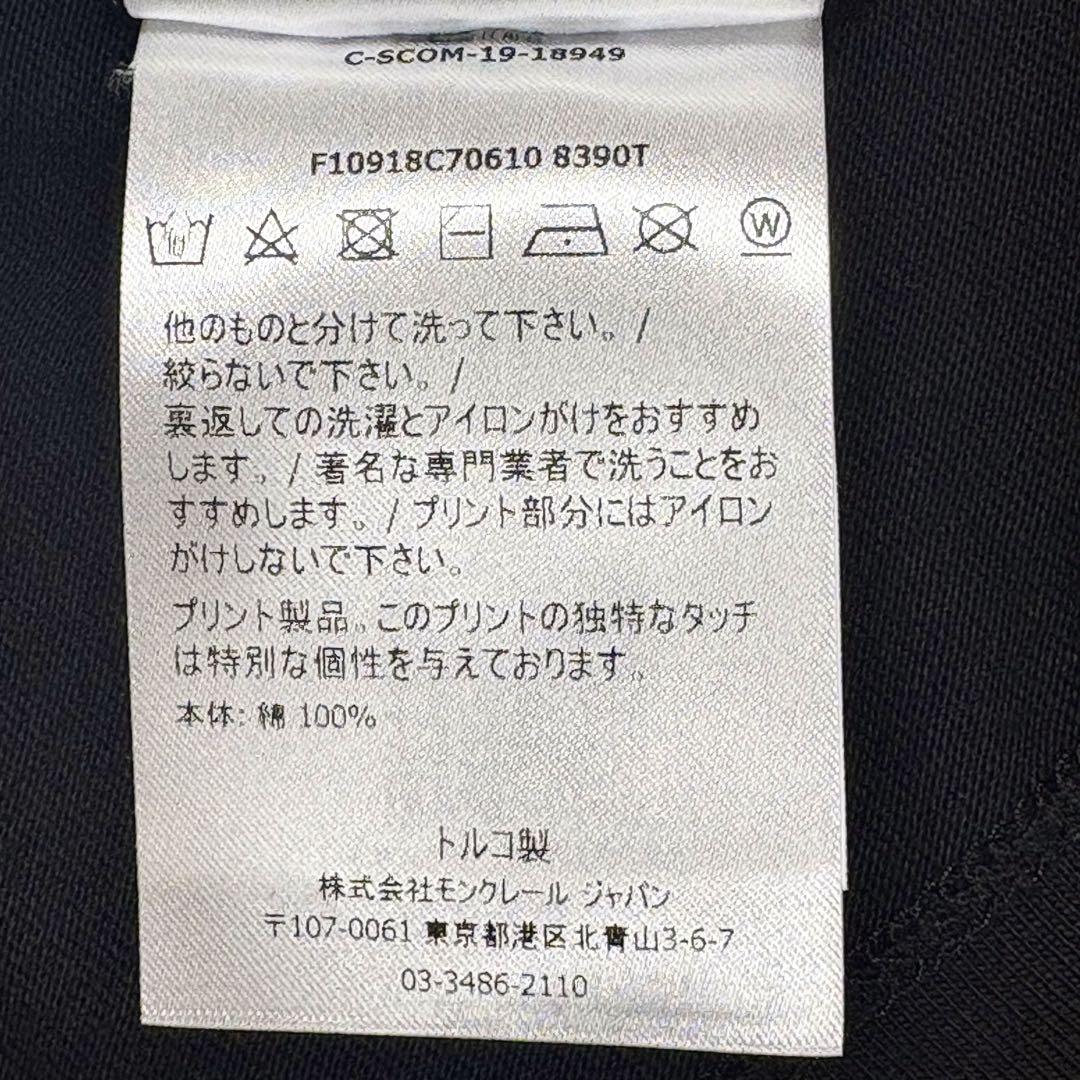 C-SCOM-19-18949
F10918C70610 8390T
W
他のものと分けて洗って下さい。/
絞らないで下さい。/
裏返しての洗濯とアイロンがけをおすすめ
します。/ 著名な専門業者で洗うことをお
すすめします。/ プリント部分にはアイロン
がけしないで下さい。
プリント製品。このプリントの独特なタッチ
は特別な個性を与えております。
本体: 綿 100%
トルコ製
株式会社モンクレール ジャパン
〒107-0061 東京都港区北青山3-6-7
03-3486-2110